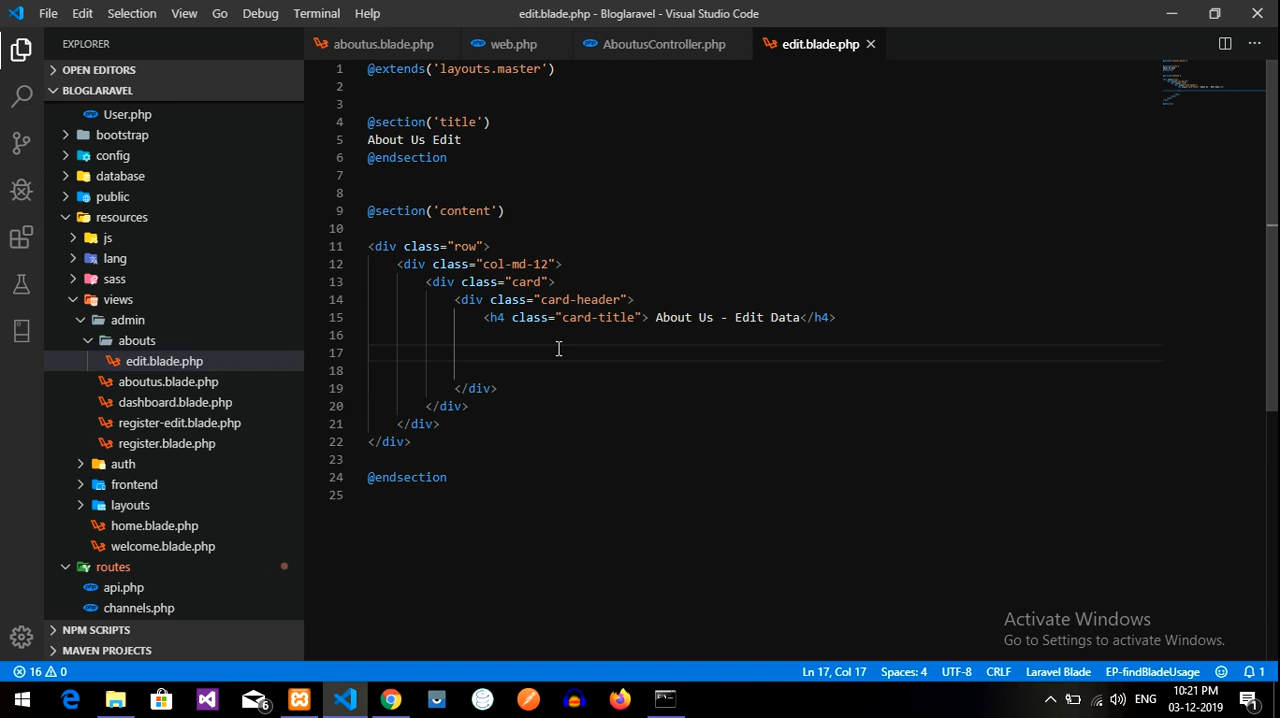 File Edit Selection View Go Debug Terminal Help
edit.blade.php - Bloglaravel - Visual Studio Code
EXPLORER
OPEN EDITORS
BLOGLARAVEL
User.php
bootstrap
config
database
public
resources
js
lang
sass
views
admin
abouts
edit.blade.php
aboutus.blade.php
dashboard.blade.php
register-edit.blade.php
register.blade.php
auth
frontend
layouts
home.blade.php
welcome.blade.php
routes
api.php
channels.php
NPM SCRIPTS
MAVEN PROJECTS
aboutus.blade.php web.php AboutusController.php edit.blade.php
1 @extends('layouts.master')
2
3
4 @section('title')
5 About Us Edit
6 @endsection
7
8
9 @section('content')
10
11 <div class="row">
12 <div class="col-md-12">
13 <div class="card">
14 <div class="card-header">
15 <h4 class="card-title"> About Us - Edit Data</h4>
16
17
18
19 </div>
20 </div>
21 </div>
22 </div>
23
24 @endsection
25
Activate Windows
Go to Settings to activate Windows.
16 0 Ln 17, Col 17 Spaces: 4 UTF-8 CRLF Laravel Blade EP-findBladeUsage 1
6 ENG 10:21 PM 1
03-12-2019